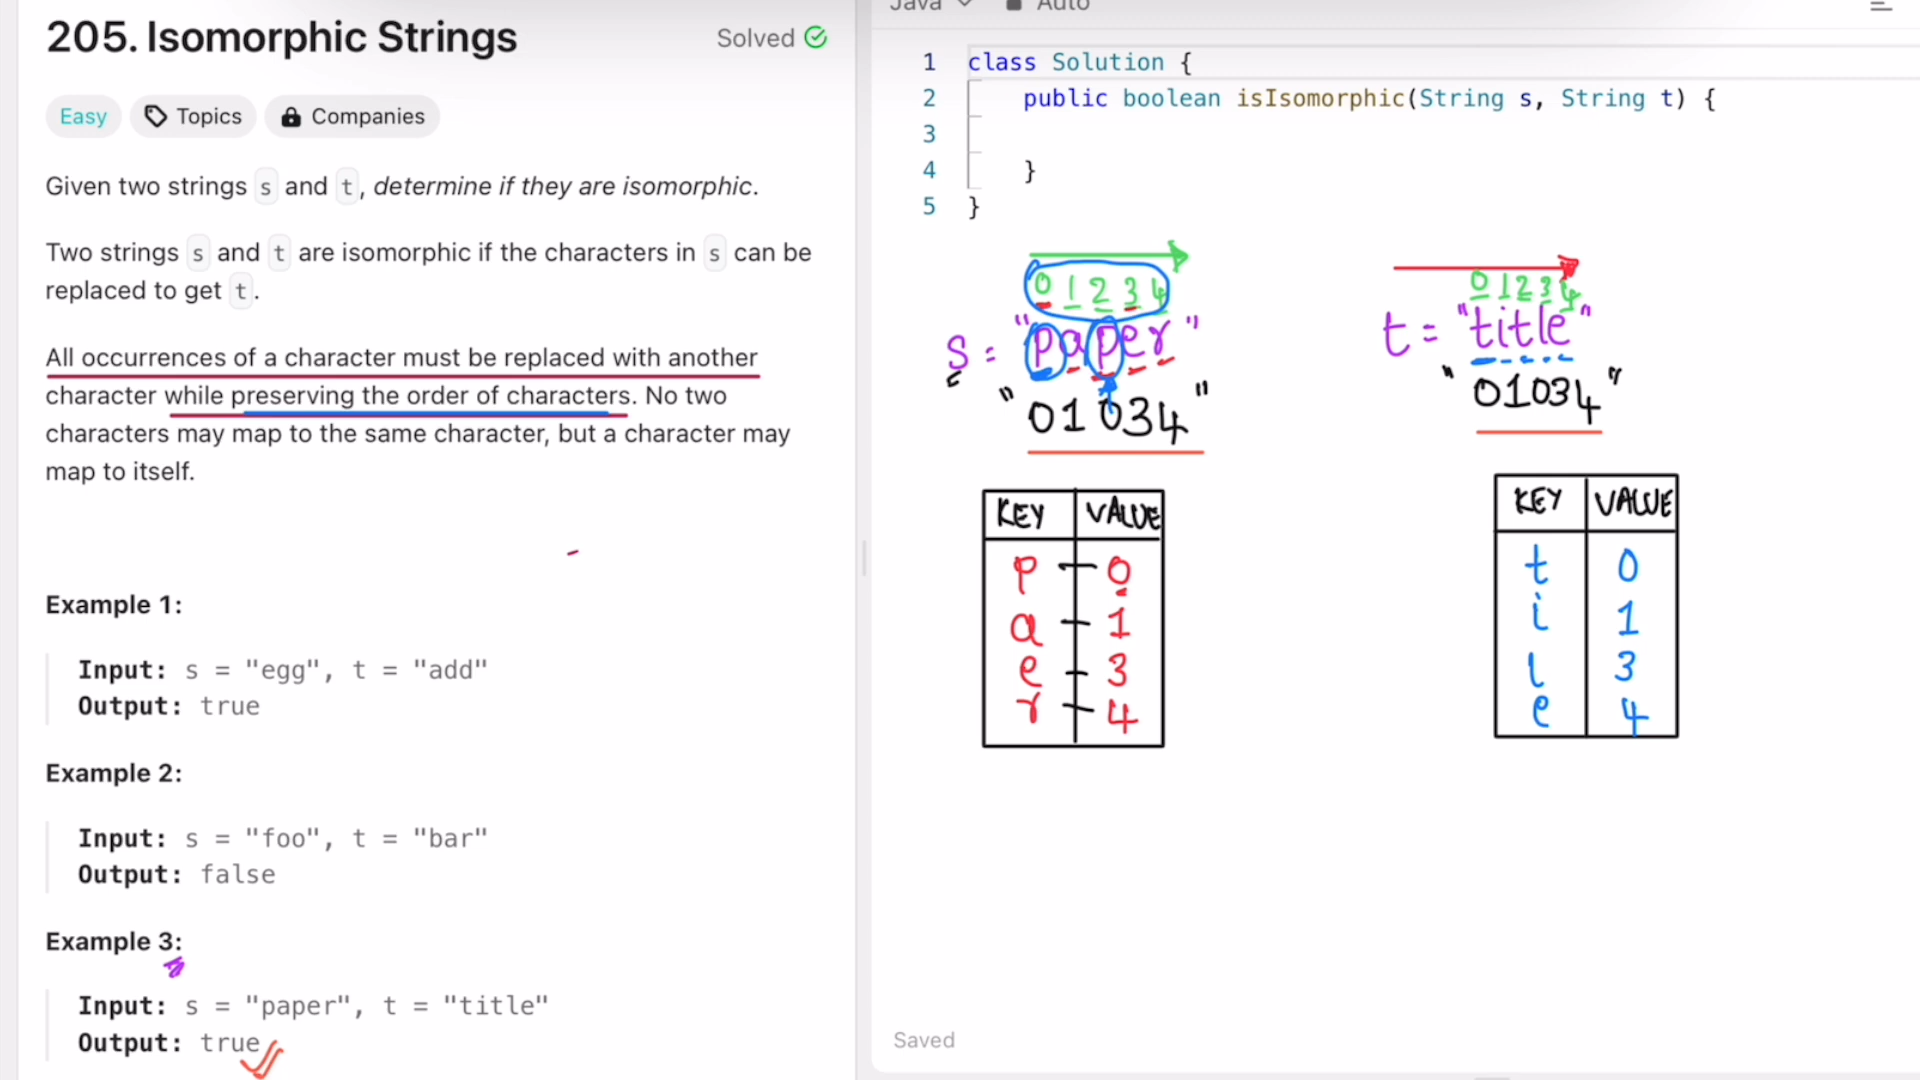 205. Isomorphic Strings
Solved
Easy
Topics
Companies
Given two strings s and t, determine if they are isomorphic.
Two strings s and t are isomorphic if the characters in s can be
replaced to get t.
All occurrences of a character must be replaced with another
character while preserving the order of characters. No two
characters may map to the same character, but a character may
map to itself.
Example 1:
Input: s = "egg", t = "add"
Output: true
Example 2:
Input: s = "foo", t = "bar"
Output: false
Example 3:
Input: s = "paper", t = "title"
Output: true
Java
Auto
1 class Solution {
2 public boolean isIsomorphic(String s, String t) {
3
4 }
5 }
0 1 2 3 4
s = "paper"
"01034"
KEY VALUE
p 0
a 1
e 3
r 4
0 1 2 3 4
t = "title"
"01034"
KEY VALUE
t 0
i 1
l 3
e 4
Saved